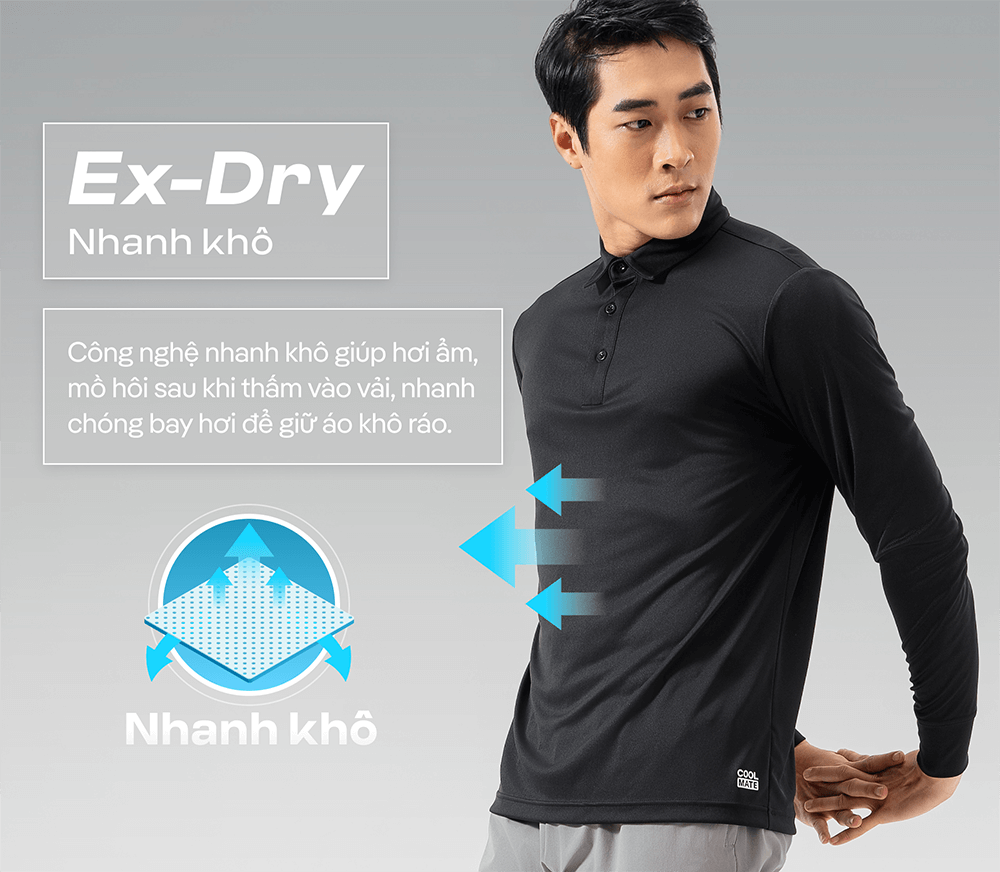 Ex-Dry
Nhanh khô
Công nghệ nhanh khô giúp hơi ẩm,
mồ hôi sau khi thấm vào vải, nhanh
chóng bay hơi để giữ áo khô ráo.
Nhanh khô
COOL
MATE